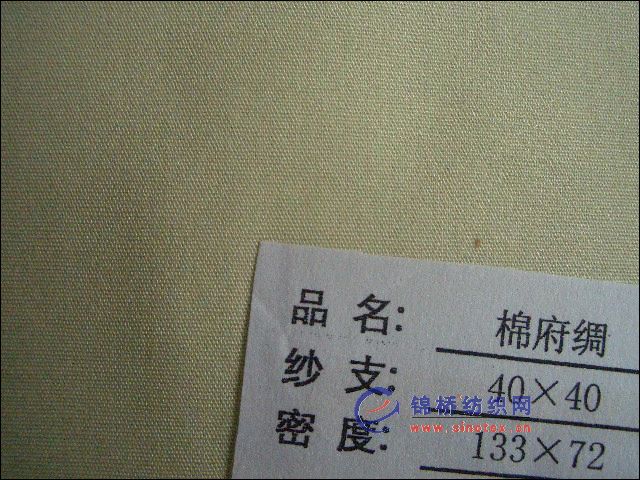 品 名: 棉府绸
纱 支: 40×40
锦桥纺织网
www.sinotex.cn
密 度: 133×72